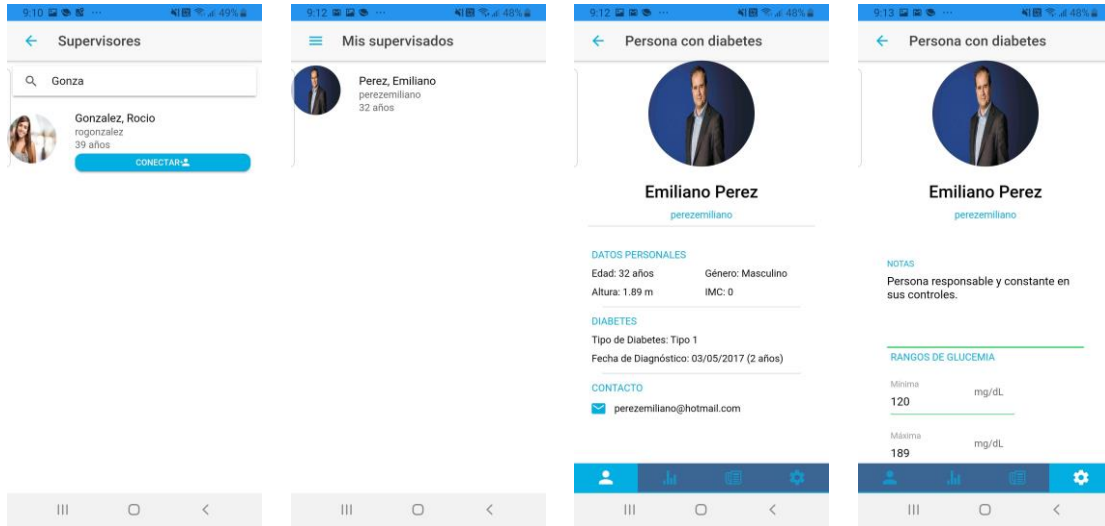 9:10 ... 49%
Supervisores
Gonza
Gonzalez, Rocio
rogonzalez
39 años
CONECTAR
9:12 ... 48%
Mis supervisados
Perez, Emiliano
perezemiliano
32 años
9:12 ... 48%
Persona con diabetes
Emiliano Perez
perezemiliano
DATOS PERSONALES
Edad: 32 años Género: Masculino
Altura: 1.89 m IMC: 0
DIABETES
Tipo de Diabetes: Tipo 1
Fecha de Diagnóstico: 03/05/2017 (2 años)
CONTACTO
perezemiliano@hotmail.com
9:13 ... 48%
Persona con diabetes
Emiliano Perez
perezemiliano
NOTAS
Persona responsable y constante en
sus controles.
RANGOS DE GLUCEMIA
Mínima
120 mg/dL
Máxima
189 mg/dL